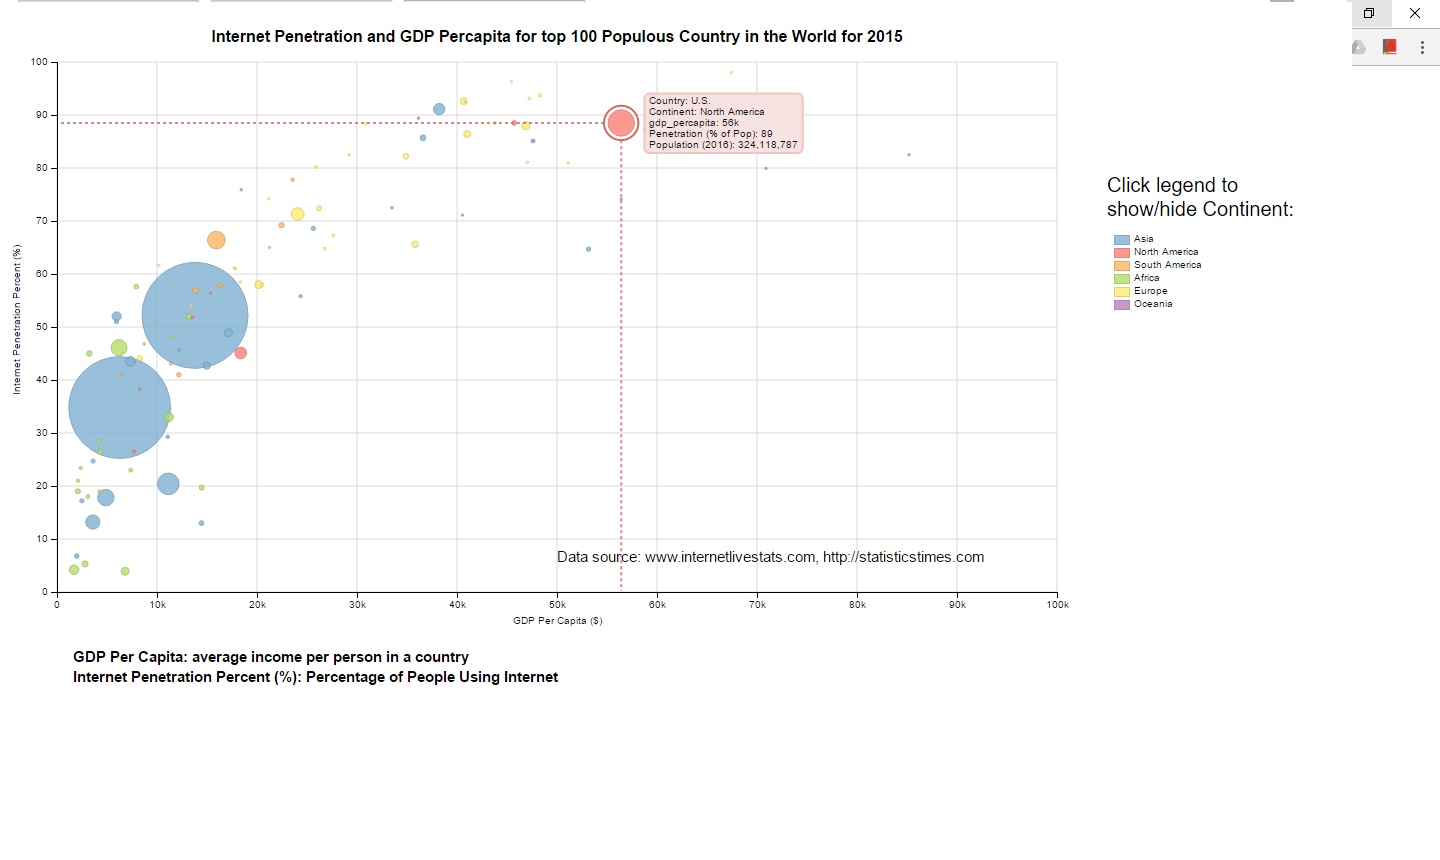 Internet Penetration and GDP Percapita for top 100 Populous Country in the World for 2015
100
90
80
70
60
50
40
30
20
10
0
Internet Penetration Percent (%)
Country: U.S.
Continent: North America
gdp_percapita: 56k
Penetration (% of Pop): 89
Population (2016): 324,118,787
Click legend to
show/hide Continent:
Asia
North America
South America
Africa
Europe
Oceania
Data source: www.internetlivestats.com, http://statisticstimes.com
0 10k 20k 30k 40k 50k 60k 70k 80k 90k 100k
GDP Per Capita ($)
GDP Per Capita: average income per person in a country
Internet Penetration Percent (%): Percentage of People Using Internet